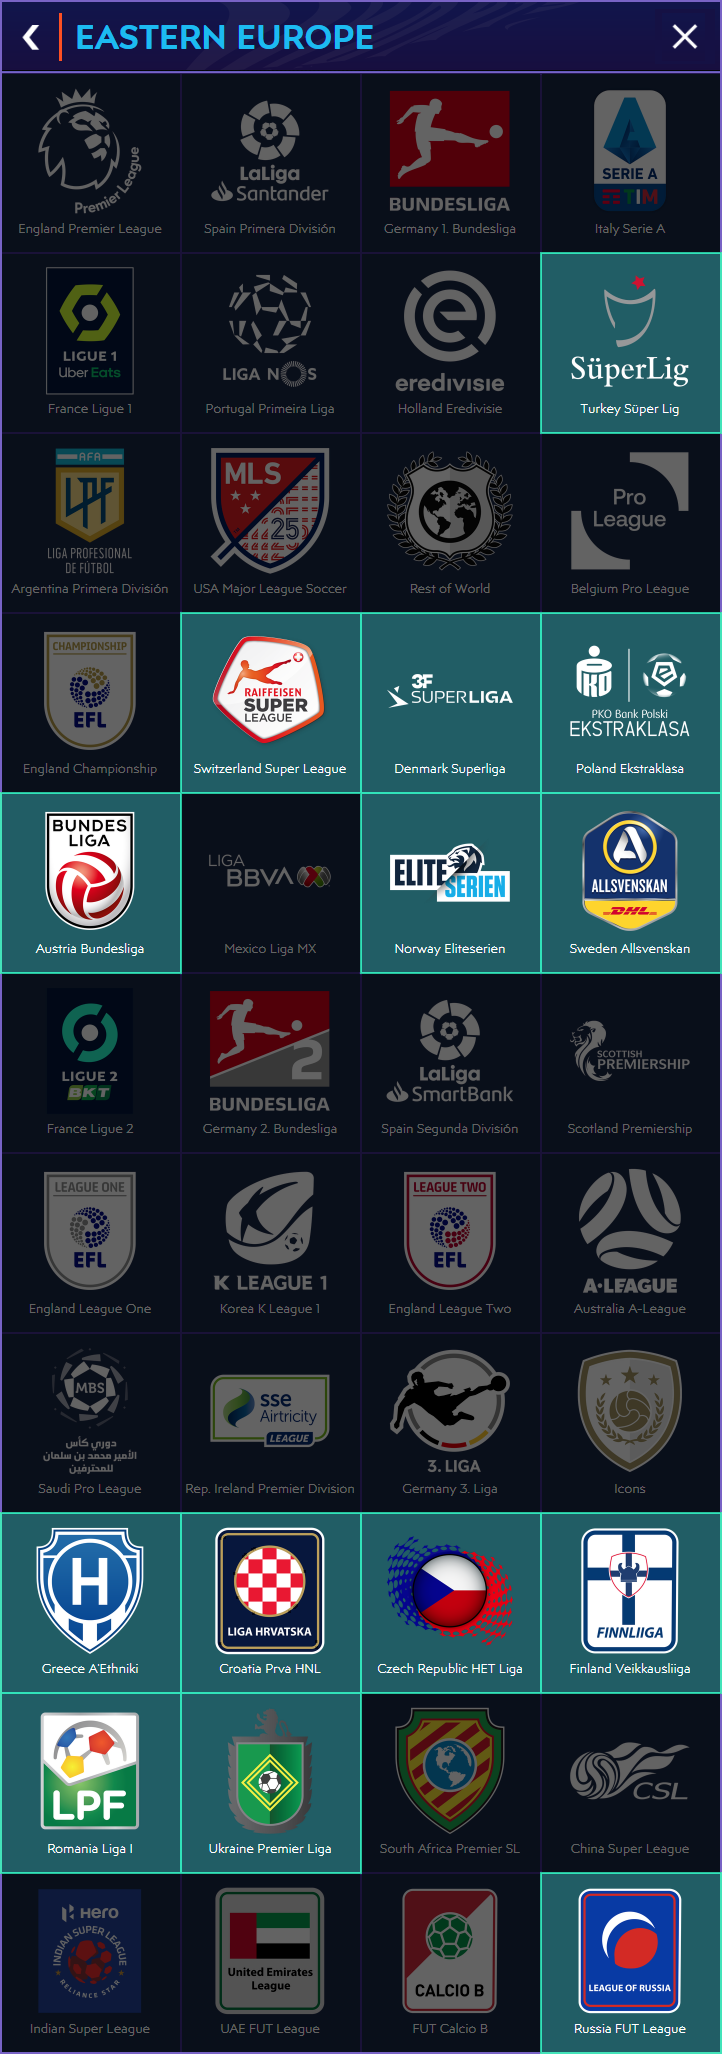 EASTERN EUROPE
Premier League
England Premier League
LaLiga
Santander
Spain Primera División
BUNDESLIGA
Germany 1. Bundesliga
SERIE A
TIM
Italy Serie A
LIGUE 1
Uber Eats
France Ligue 1
LIGA NOS
Portugal Primeira Liga
eredivisie
Holland Eredivisie
SüperLig
Turkey Süper Lig
AFA
LPF
LIGA PROFESIONAL
DE FÚTBOL
Argentina Primera División
MLS
25
USA Major League Soccer
Rest of World
Pro
League
Belgium Pro League
CHAMPIONSHIP
EFL
England Championship
RAIFFEISEN
SUPER
LEAGUE
Switzerland Super League
3F
SUPERLIGA
Denmark Superliga
PKO Bank Polski
EKSTRAKLASA
Poland Ekstraklasa
BUNDES
LIGA
Austria Bundesliga
LIGA
BBVA
Mexico Liga MX
ELITE
SERIEN
Norway Eliteserien
ALLSVENSKAN
DHL
Sweden Allsvenskan
LIGUE 2
BKT
France Ligue 2
2
BUNDESLIGA
Germany 2. Bundesliga
LaLiga
SmartBank
Spain Segunda División
SCOTTISH
PREMIERSHIP
Scotland Premiership
LEAGUE ONE
EFL
England League One
K LEAGUE 1
Korea K League 1
LEAGUE TWO
EFL
England League Two
A-LEAGUE
Australia A-League
MBS
دوري كأس
الأمير محمد بن سلمان
للمحترفين
Saudi Pro League
sse
Airtricity
LEAGUE
Rep. Ireland Premier Division
3. LIGA
Germany 3. Liga
Icons
H
Greece A'Ethniki
LIGA HRVATSKA
Croatia Prva HNL
Czech Republic HET Liga
FINNLIIGA
Finland Veikkausliiga
LPF
Romania Liga I
Ukraine Premier Liga
South Africa Premier SL
CSL
China Super League
Hero
INDIAN SUPER LEAGUE
RELIANCE STAR
Indian Super League
United Emirates
League
UAE FUT League
CALCIO B
FUT Calcio B
LEAGUE OF RUSSIA
Russia FUT League